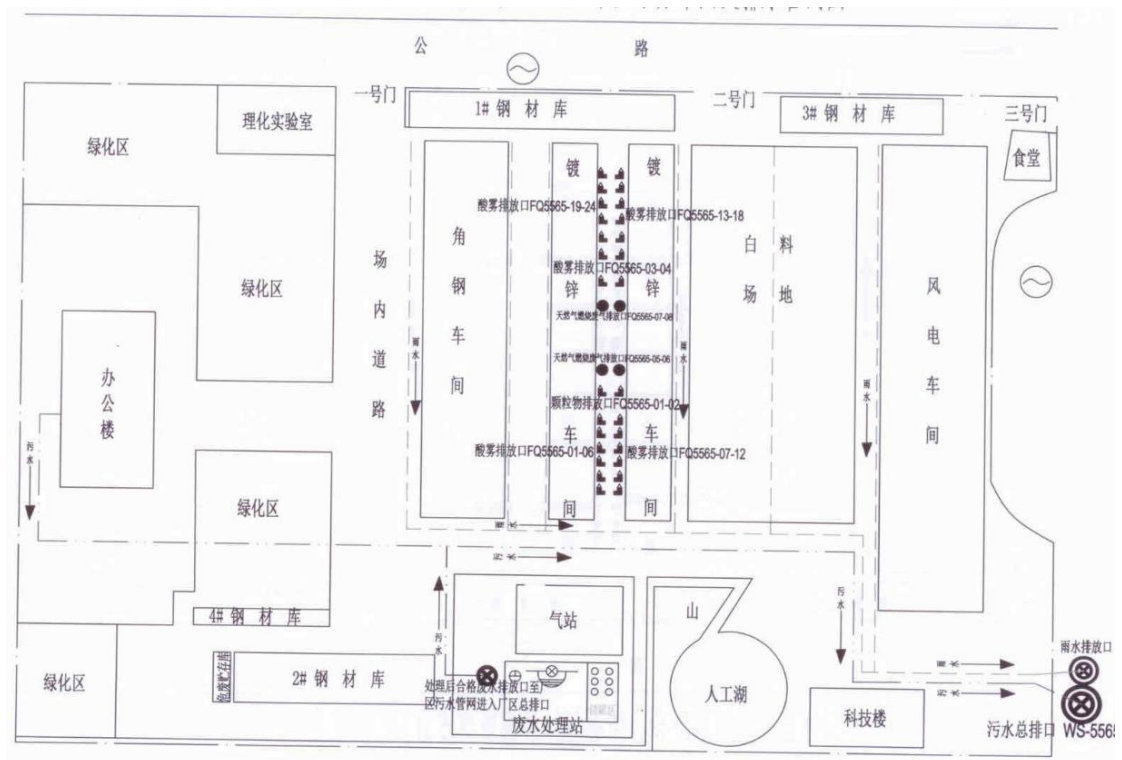 公 路
一号门
1# 钢 材 库
二号门
3# 钢 材 库
三号门
理化实验室
绿化区
食堂
镀锌车间
镀锌车间
酸雾排放口FQ5565-19-24
酸雾排放口FQ5565-13-18
角钢车间
场内道路
白料场地
风电车间
酸雾排放口FQ5565-03-04
绿化区
天然气燃烧废气排放口FQ5565-07-08
雨水
雨水
天然气燃烧废气排放口FQ5565-05-06
雨水
办公楼
颗粒物排放口FQ5565-01-02
污水
酸雾排放口FQ5565-01-06
酸雾排放口FQ5565-07-12
绿化区
雨水
污水
4# 钢 材 库
气站
山
污水
污水
危废贮存库
2# 钢 材 库
绿化区
处理后合格废水排放口至厂
区污水管网进入厂区总排口
废水处理站
人工湖
科技楼
雨水
污水
雨水排放口
污水总排口 WS-5565